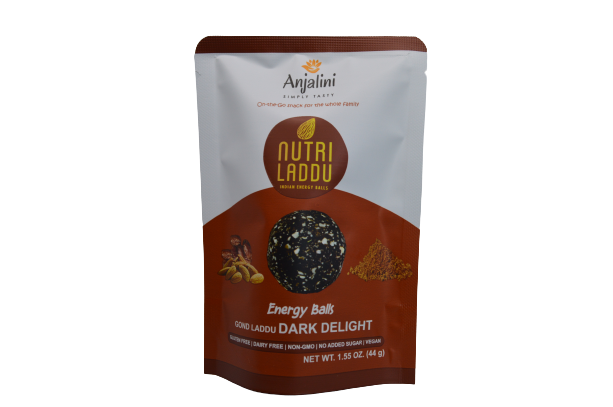 Anjalini
SIMPLY TASTY
On-the-Go snack for the whole family
NUTRI
LADDU
INDIAN ENERGY BALLS
Energy Balls
GOND LADDU DARK DELIGHT
GLUTEN FREE | DAIRY FREE | NON-GMO | NO ADDED SUGAR | VEGAN
NET WT. 1.55 OZ. (44 g)